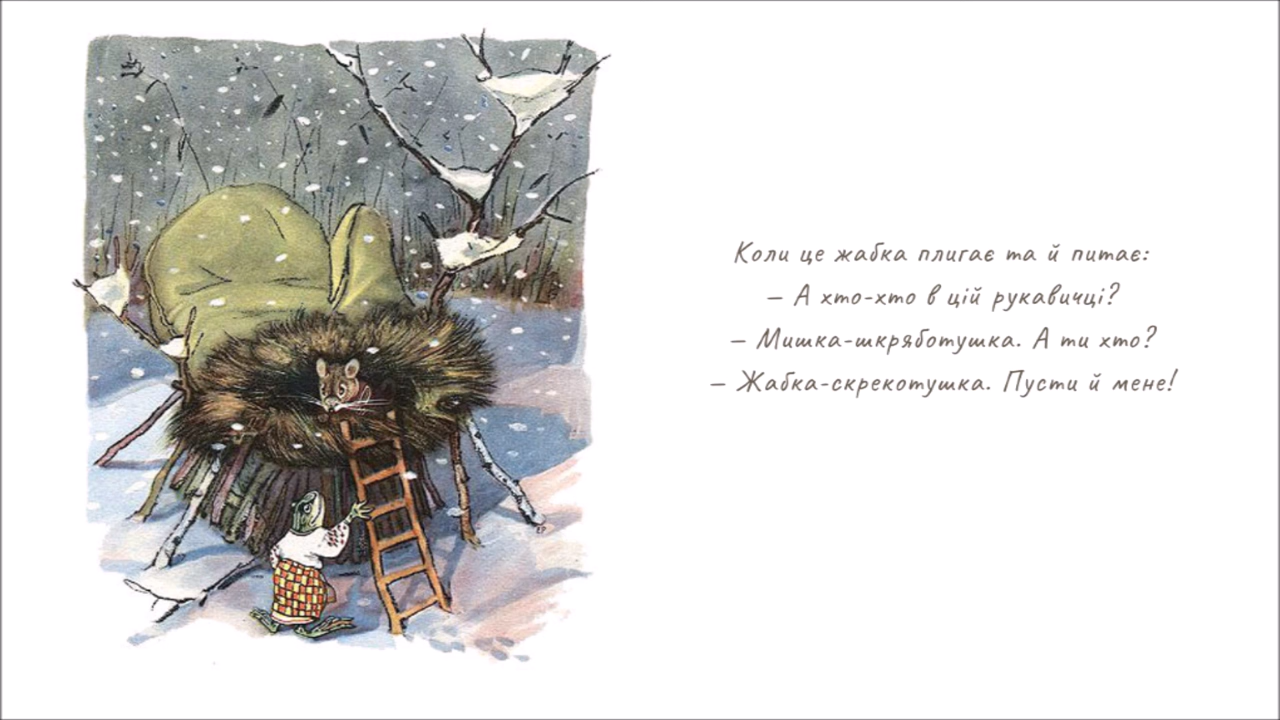 Коли це жабка плигає та й питає:
– А хто-хто в цій рукавичці?
– Мишка-шкряботушка. А ти хто?
– Жабка-скрекотушка. Пусти й мене!